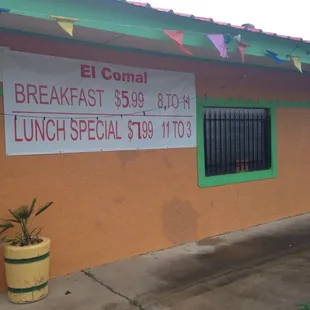 El Comal
BREAKFAST $5.99 8 TO 11
LUNCH SPECIAL $7.99 11 TO 3